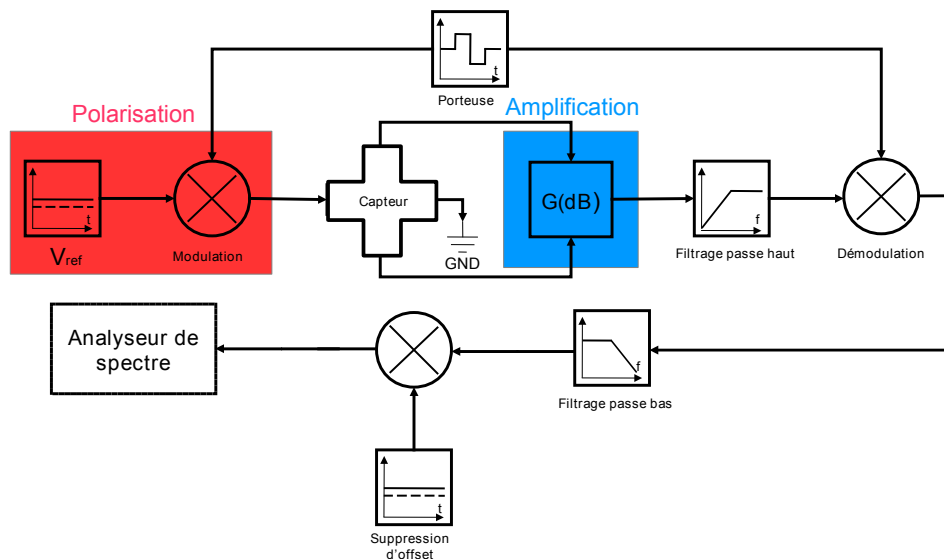 t
Porteuse
Polarisation
Amplification
t
Vref
Modulation
Capteur
GND
G(dB)
f
Filtrage passe haut
Démodulation
Analyseur de
spectre
f
Filtrage passe bas
t
Suppression
d'offset